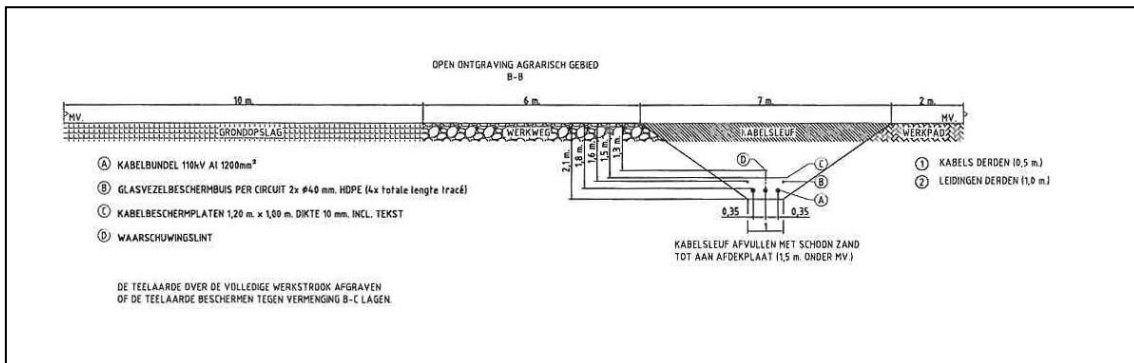 OPEN ONTGRAVING AGRARISCH GEBIED
B-B
10 m. 6 m. 7 m. 2 m.
MV. MV.
GRONDOPSLAG WERKWEG KABELSLEUF WERKPAD
2,1 m. 1,8 m. 1,6 m. 1,5 m. 1,3 m.
A KABELBUNDEL 110kV Al 1200mm²
B GLASVEZELBESCHERMBUIS PER CIRCUIT 2x ø40 mm. HDPE (4x totale lengte tracé)
C KABELBESCHERMPLATEN 1,20 m. x 1,00 m. DIKTE 10 mm. INCL. TEKST
D WAARSCHUWINGSLINT
D C
B
A
1 KABELS DERDEN (0,5 m.)
2 LEIDINGEN DERDEN (1,0 m.)
0,35 0,35
1
KABELSLEUF AFVULLEN MET SCHOON ZAND
TOT AAN AFDEKPLAAT (1,5 m. ONDER MV.)
DE TEELAARDE OVER DE VOLLEDIGE WERKSTROOK AFGRAVEN
OF DE TEELAARDE BESCHERMEN TEGEN VERMENGING B-C LAGEN.